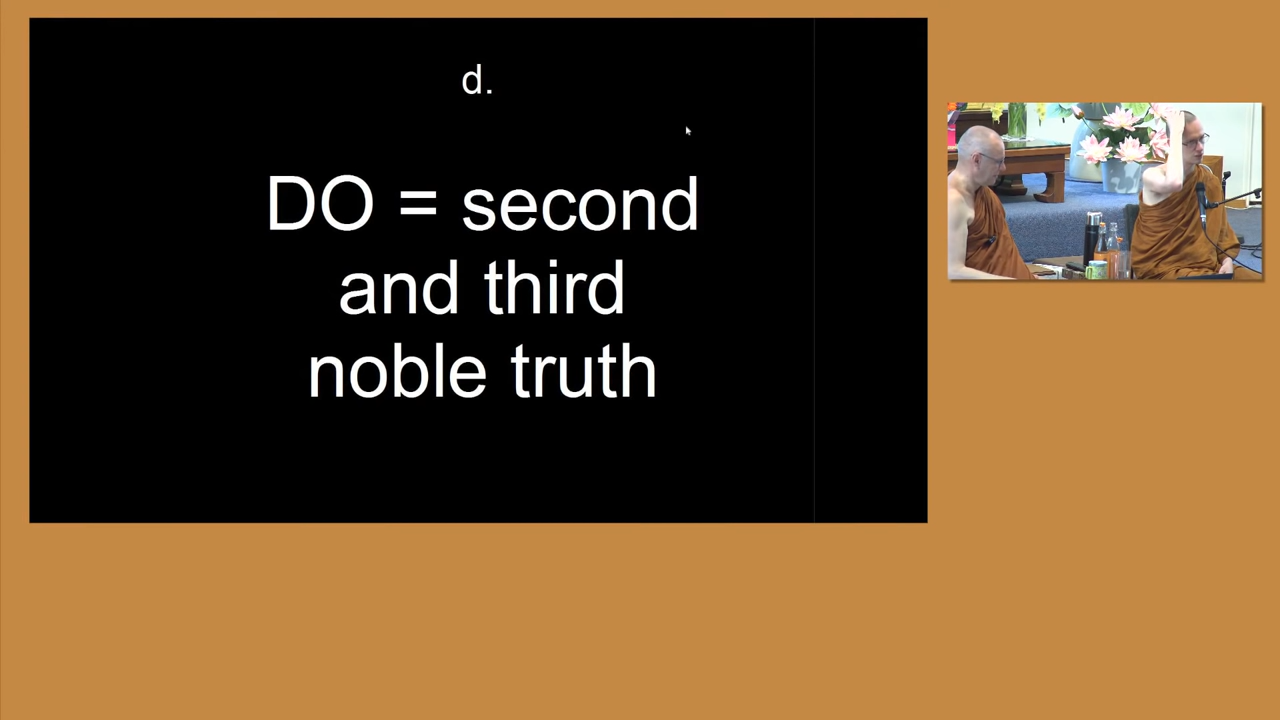 d.
DO = second
and third
noble truth